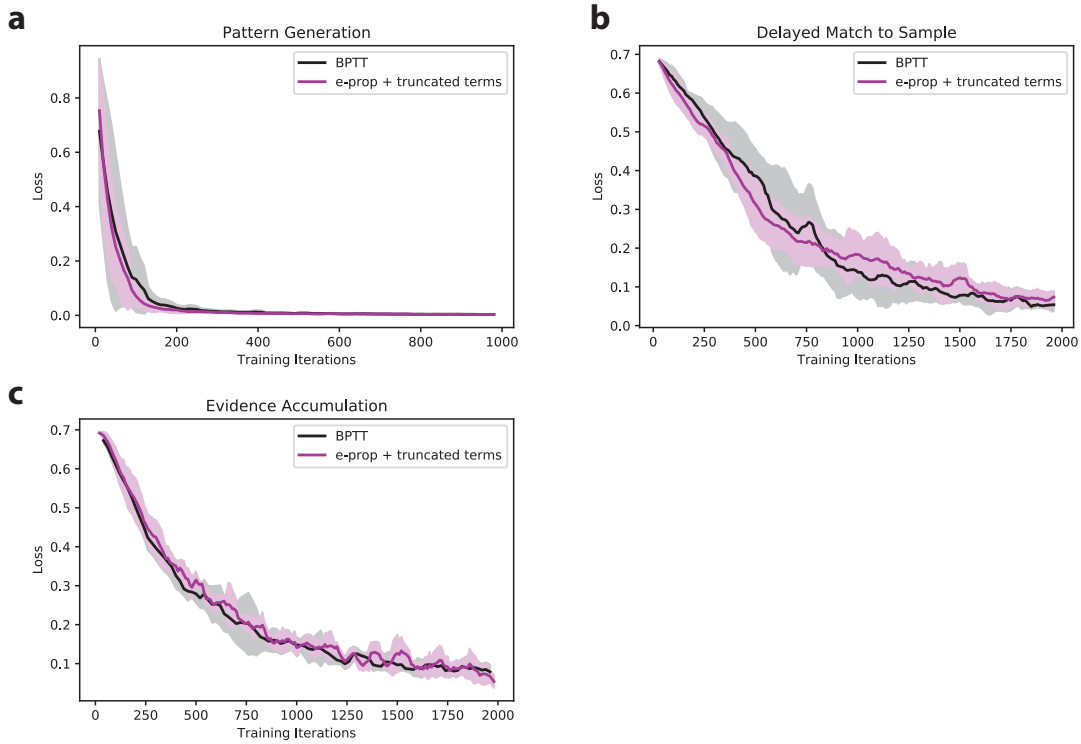 a
Pattern Generation
BPTT
e-prop + truncated terms
Loss
0.8
0.6
0.4
0.2
0.0
0 200 400 600 800 1000
Training Iterations
b
Delayed Match to Sample
BPTT
e-prop + truncated terms
Loss
0.7
0.6
0.5
0.4
0.3
0.2
0.1
0.0
0 250 500 750 1000 1250 1500 1750 2000
Training Iterations
c
Evidence Accumulation
BPTT
e-prop + truncated terms
Loss
0.7
0.6
0.5
0.4
0.3
0.2
0.1
0 250 500 750 1000 1250 1500 1750 2000
Training Iterations